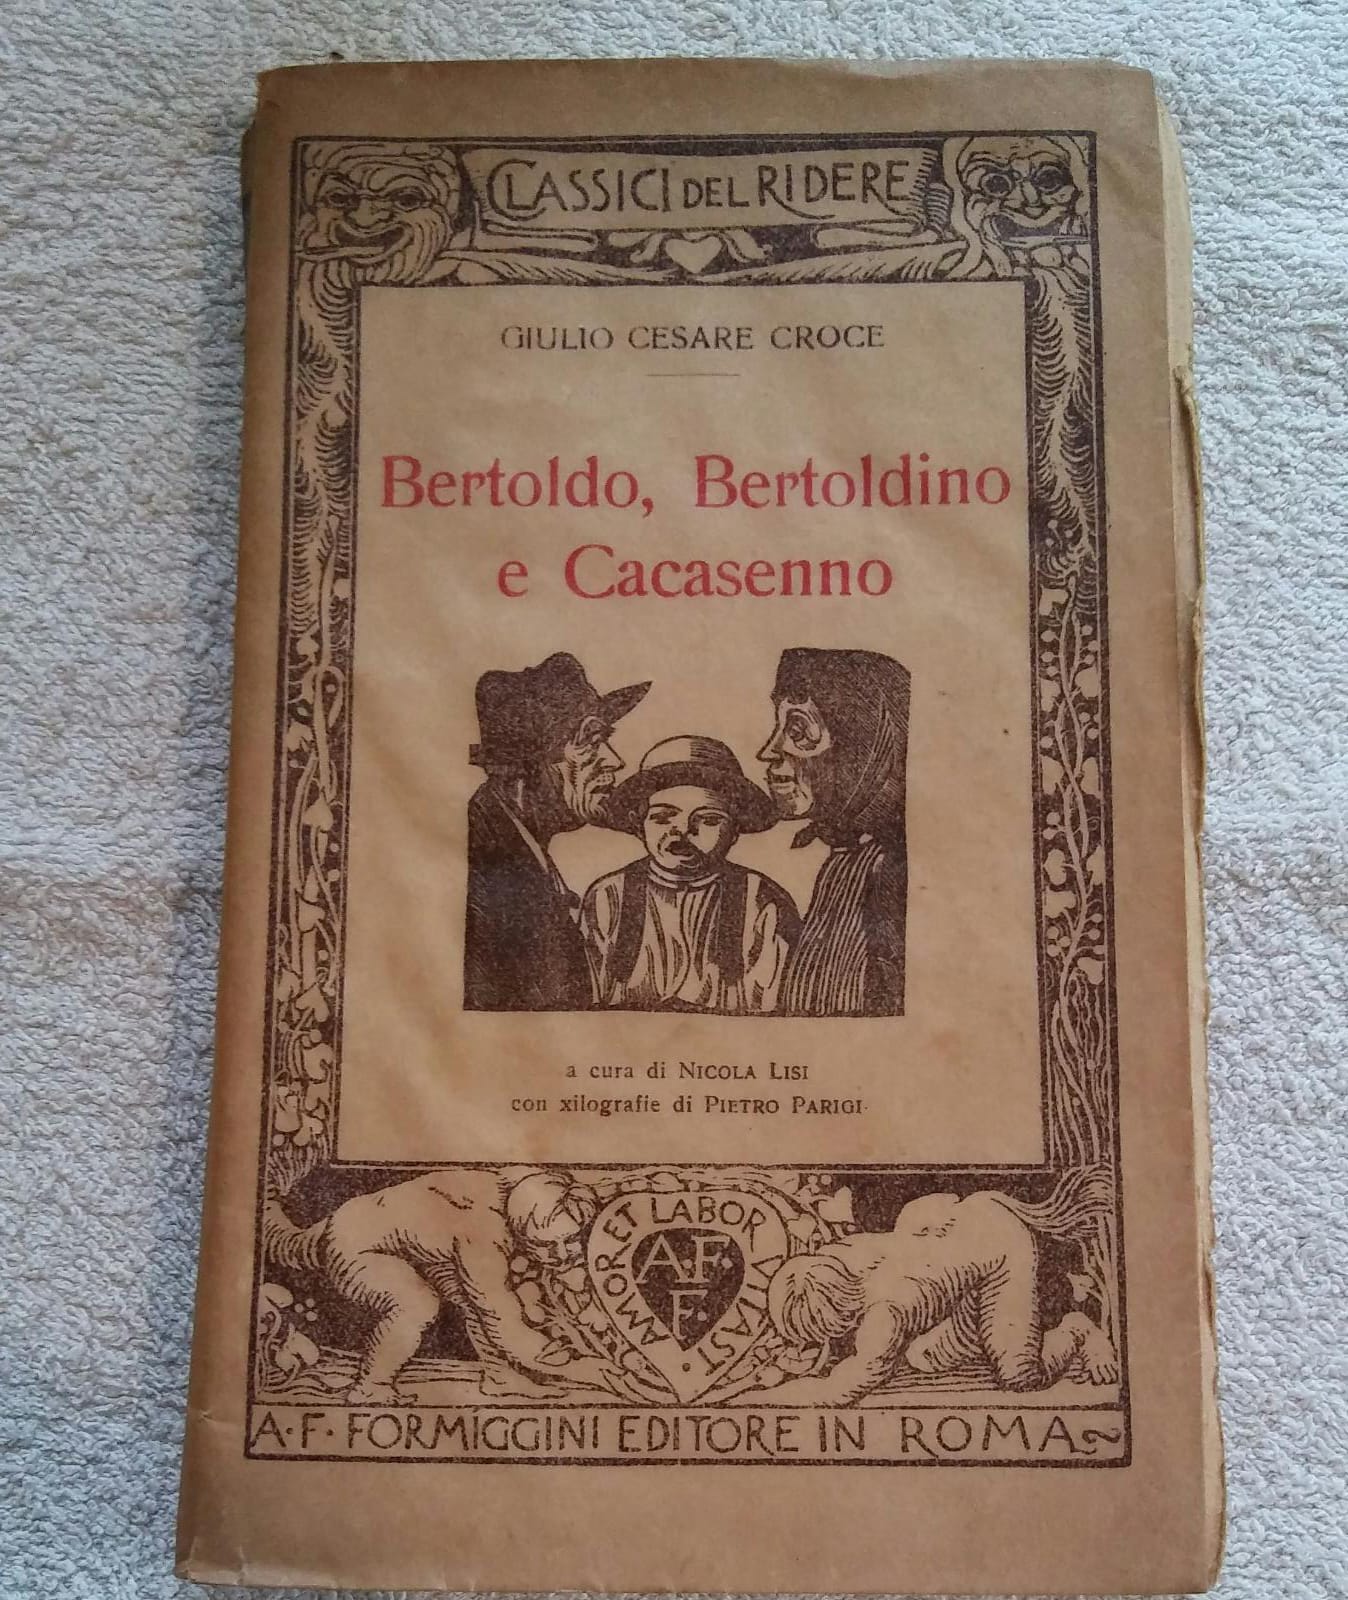 CLASSICI DEL RIDERE
GIULIO CESARE CROCE
Bertoldo, Bertoldino
e Cacasenno
a cura di NICOLA LISI
con xilografie di PIETRO PARIGI.
AMOR ET LABOR VITAST.
A.F.
F.
A.F. FORMÍGGINI EDITORE IN ROMA